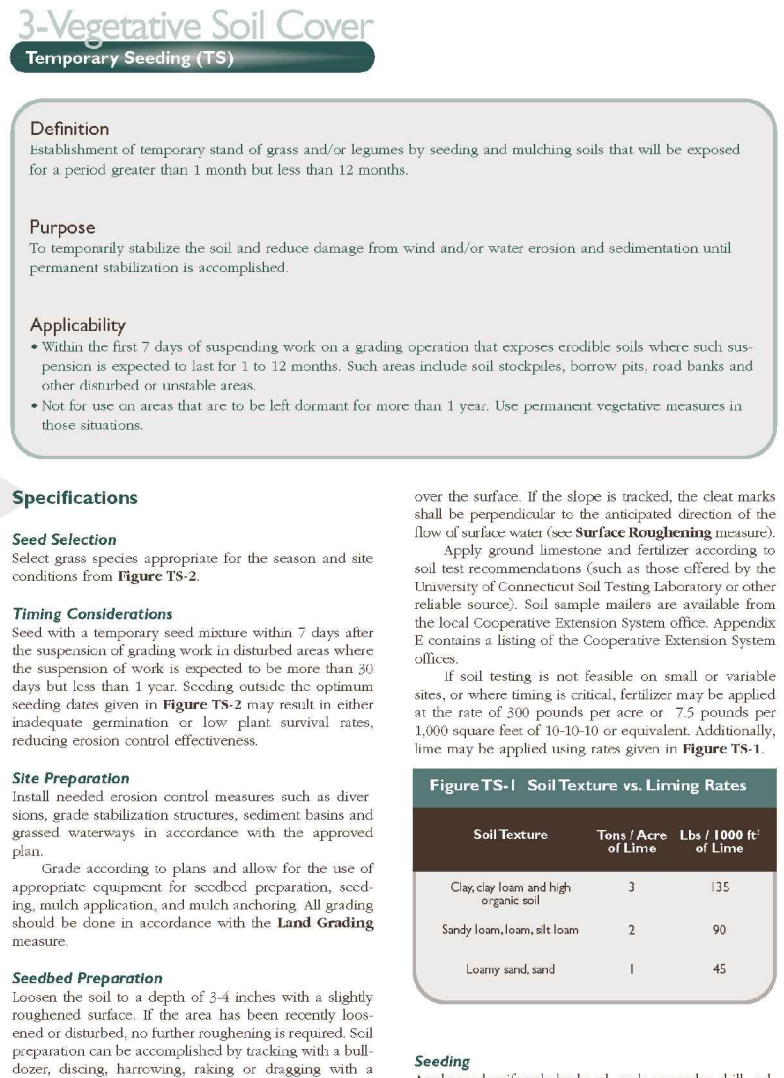 3-Vegetative Soil Cover
Temporary Seeding (TS)
Definition
Establishment of temporary stand of grass and/or legumes by seeding and mulching soils that will be exposed
for a period greater than 1 month but less than 12 months.
Purpose
To temporarily stabilize the soil and reduce damage from wind and/or water erosion and sedimentation until
permanent stabilization is accomplished.
Applicability
• Within the first 7 days of suspending work on a grading operation that exposes erodible soils where such sus-
pension is expected to last for 1 to 12 months. Such areas include soil stockpiles, borrow pits, road banks and
other disturbed or unstable areas.
• Not for use on areas that are to be left dormant for more than 1 year. Use permanent vegetative measures in
those situations.
Specifications
Seed Selection
Select grass species appropriate for the season and site
conditions from Figure TS-2.
Timing Considerations
Seed with a temporary seed mixture within 7 days after
the suspension of grading work in disturbed areas where
the suspension of work is expected to be more than 30
days but less than 1 year. Seeding outside the optimum
seeding dates given in Figure TS-2 may result in either
inadequate germination or low plant survival rates,
reducing erosion control effectiveness.
Site Preparation
Install needed erosion control measures such as diver
sions, grade stabilization structures, sediment basins and
grassed waterways in accordance with the approved
plan.
Grade according to plans and allow for the use of
appropriate equipment for seedbed preparation, seed-
ing, mulch application, and mulch anchoring. All grading
should be done in accordance with the Land Grading
measure.
Seedbed Preparation
Loosen the soil to a depth of 3-4 inches with a slightly
roughened surface. If the area has been recently loos-
ened or disturbed, no further roughening is required. Soil
preparation can be accomplished by tracking with a bull-
dozer, discing, harrowing, raking or dragging with a
over the surface. If the slope is tracked, the cleat marks
shall be perpendicular to the anticipated direction of the
flow of surface water (see Surface Roughening measure).
Apply ground limestone and fertilizer according to
soil test recommendations (such as those offered by the
University of Connecticut Soil Testing Laboratory or other
reliable source). Soil sample mailers are available from
the local Cooperative Extension System office. Appendix
E contains a listing of the Cooperative Extension System
offices.
If soil testing is not feasible on small or variable
sites, or where timing is critical, fertilizer may be applied
at the rate of 300 pounds per acre or 7.5 pounds per
1,000 square feet of 10-10-10 or equivalent. Additionally,
lime may be applied using rates given in Figure TS-1.
Figure TS-1 Soil Texture vs. Liming Rates
Soil Texture Tons / Acre of Lime Lbs / 1000 ft² of Lime
Clay, clay loam and high organic soil 3 135
Sandy loam, loam, silt loam 2 90
Loamy sand, sand 1 45
Seeding